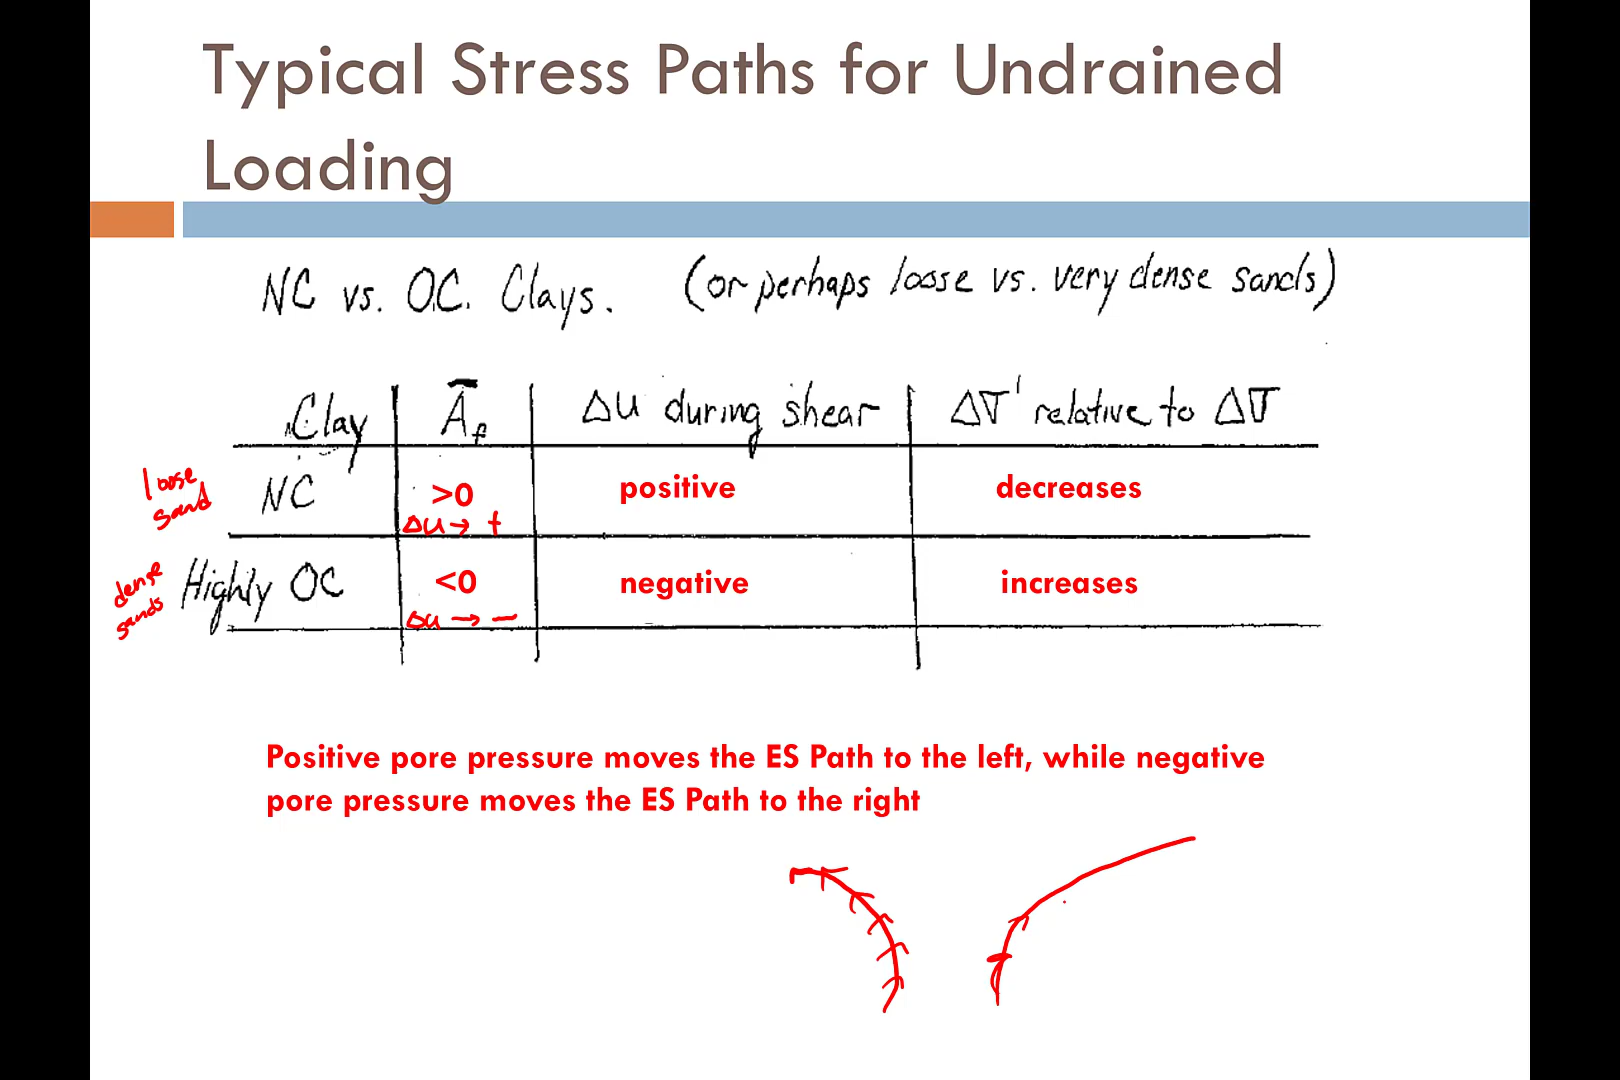 Typical Stress Paths for Undrained
Loading
NC vs. O.C. Clays. (or perhaps loose vs. very dense sands)
Clay Āf Δu during shear Δσ' relative to Δσ
loose sand NC >0 positive decreases
Δu → +
dense sands Highly OC <0 negative increases
Δu → −
Positive pore pressure moves the ES Path to the left, while negative
pore pressure moves the ES Path to the right